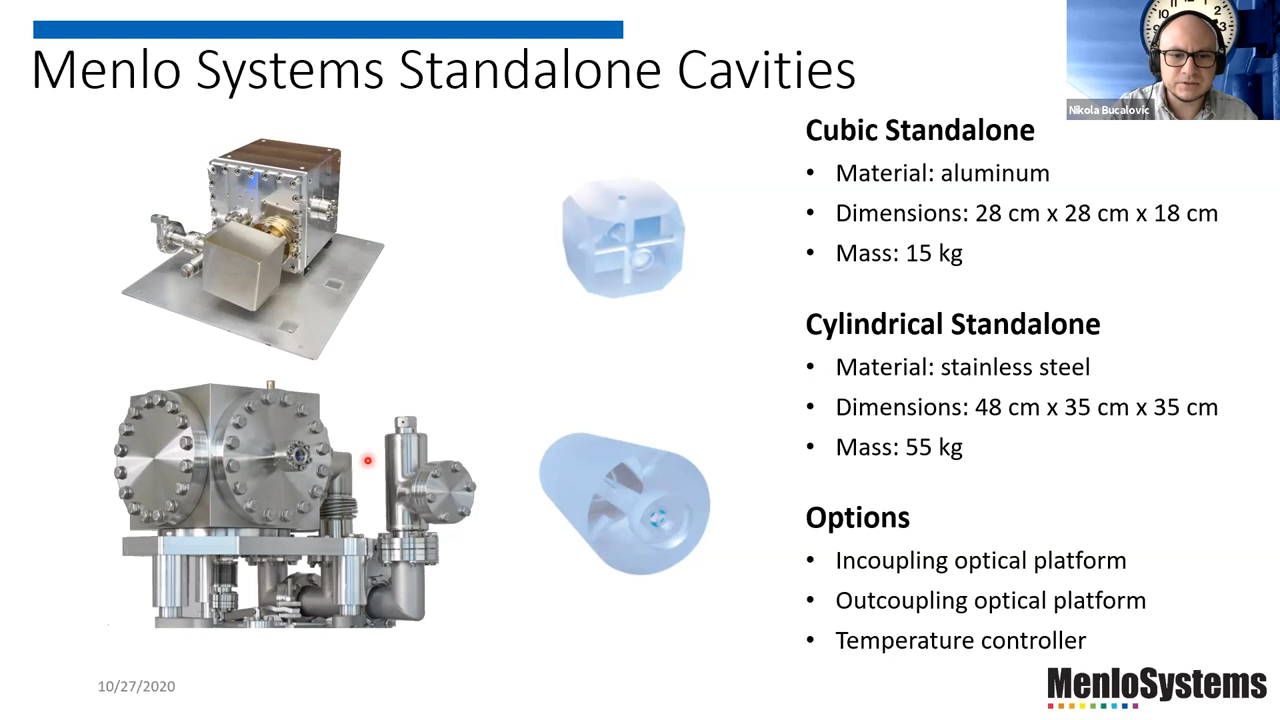 Menlo Systems Standalone Cavities
Nikola Bucalovic
Cubic Standalone
• Material: aluminum
• Dimensions: 28 cm x 28 cm x 18 cm
• Mass: 15 kg
Cylindrical Standalone
• Material: stainless steel
• Dimensions: 48 cm x 35 cm x 35 cm
• Mass: 55 kg
Options
• Incoupling optical platform
• Outcoupling optical platform
• Temperature controller
10/27/2020
MenloSystems